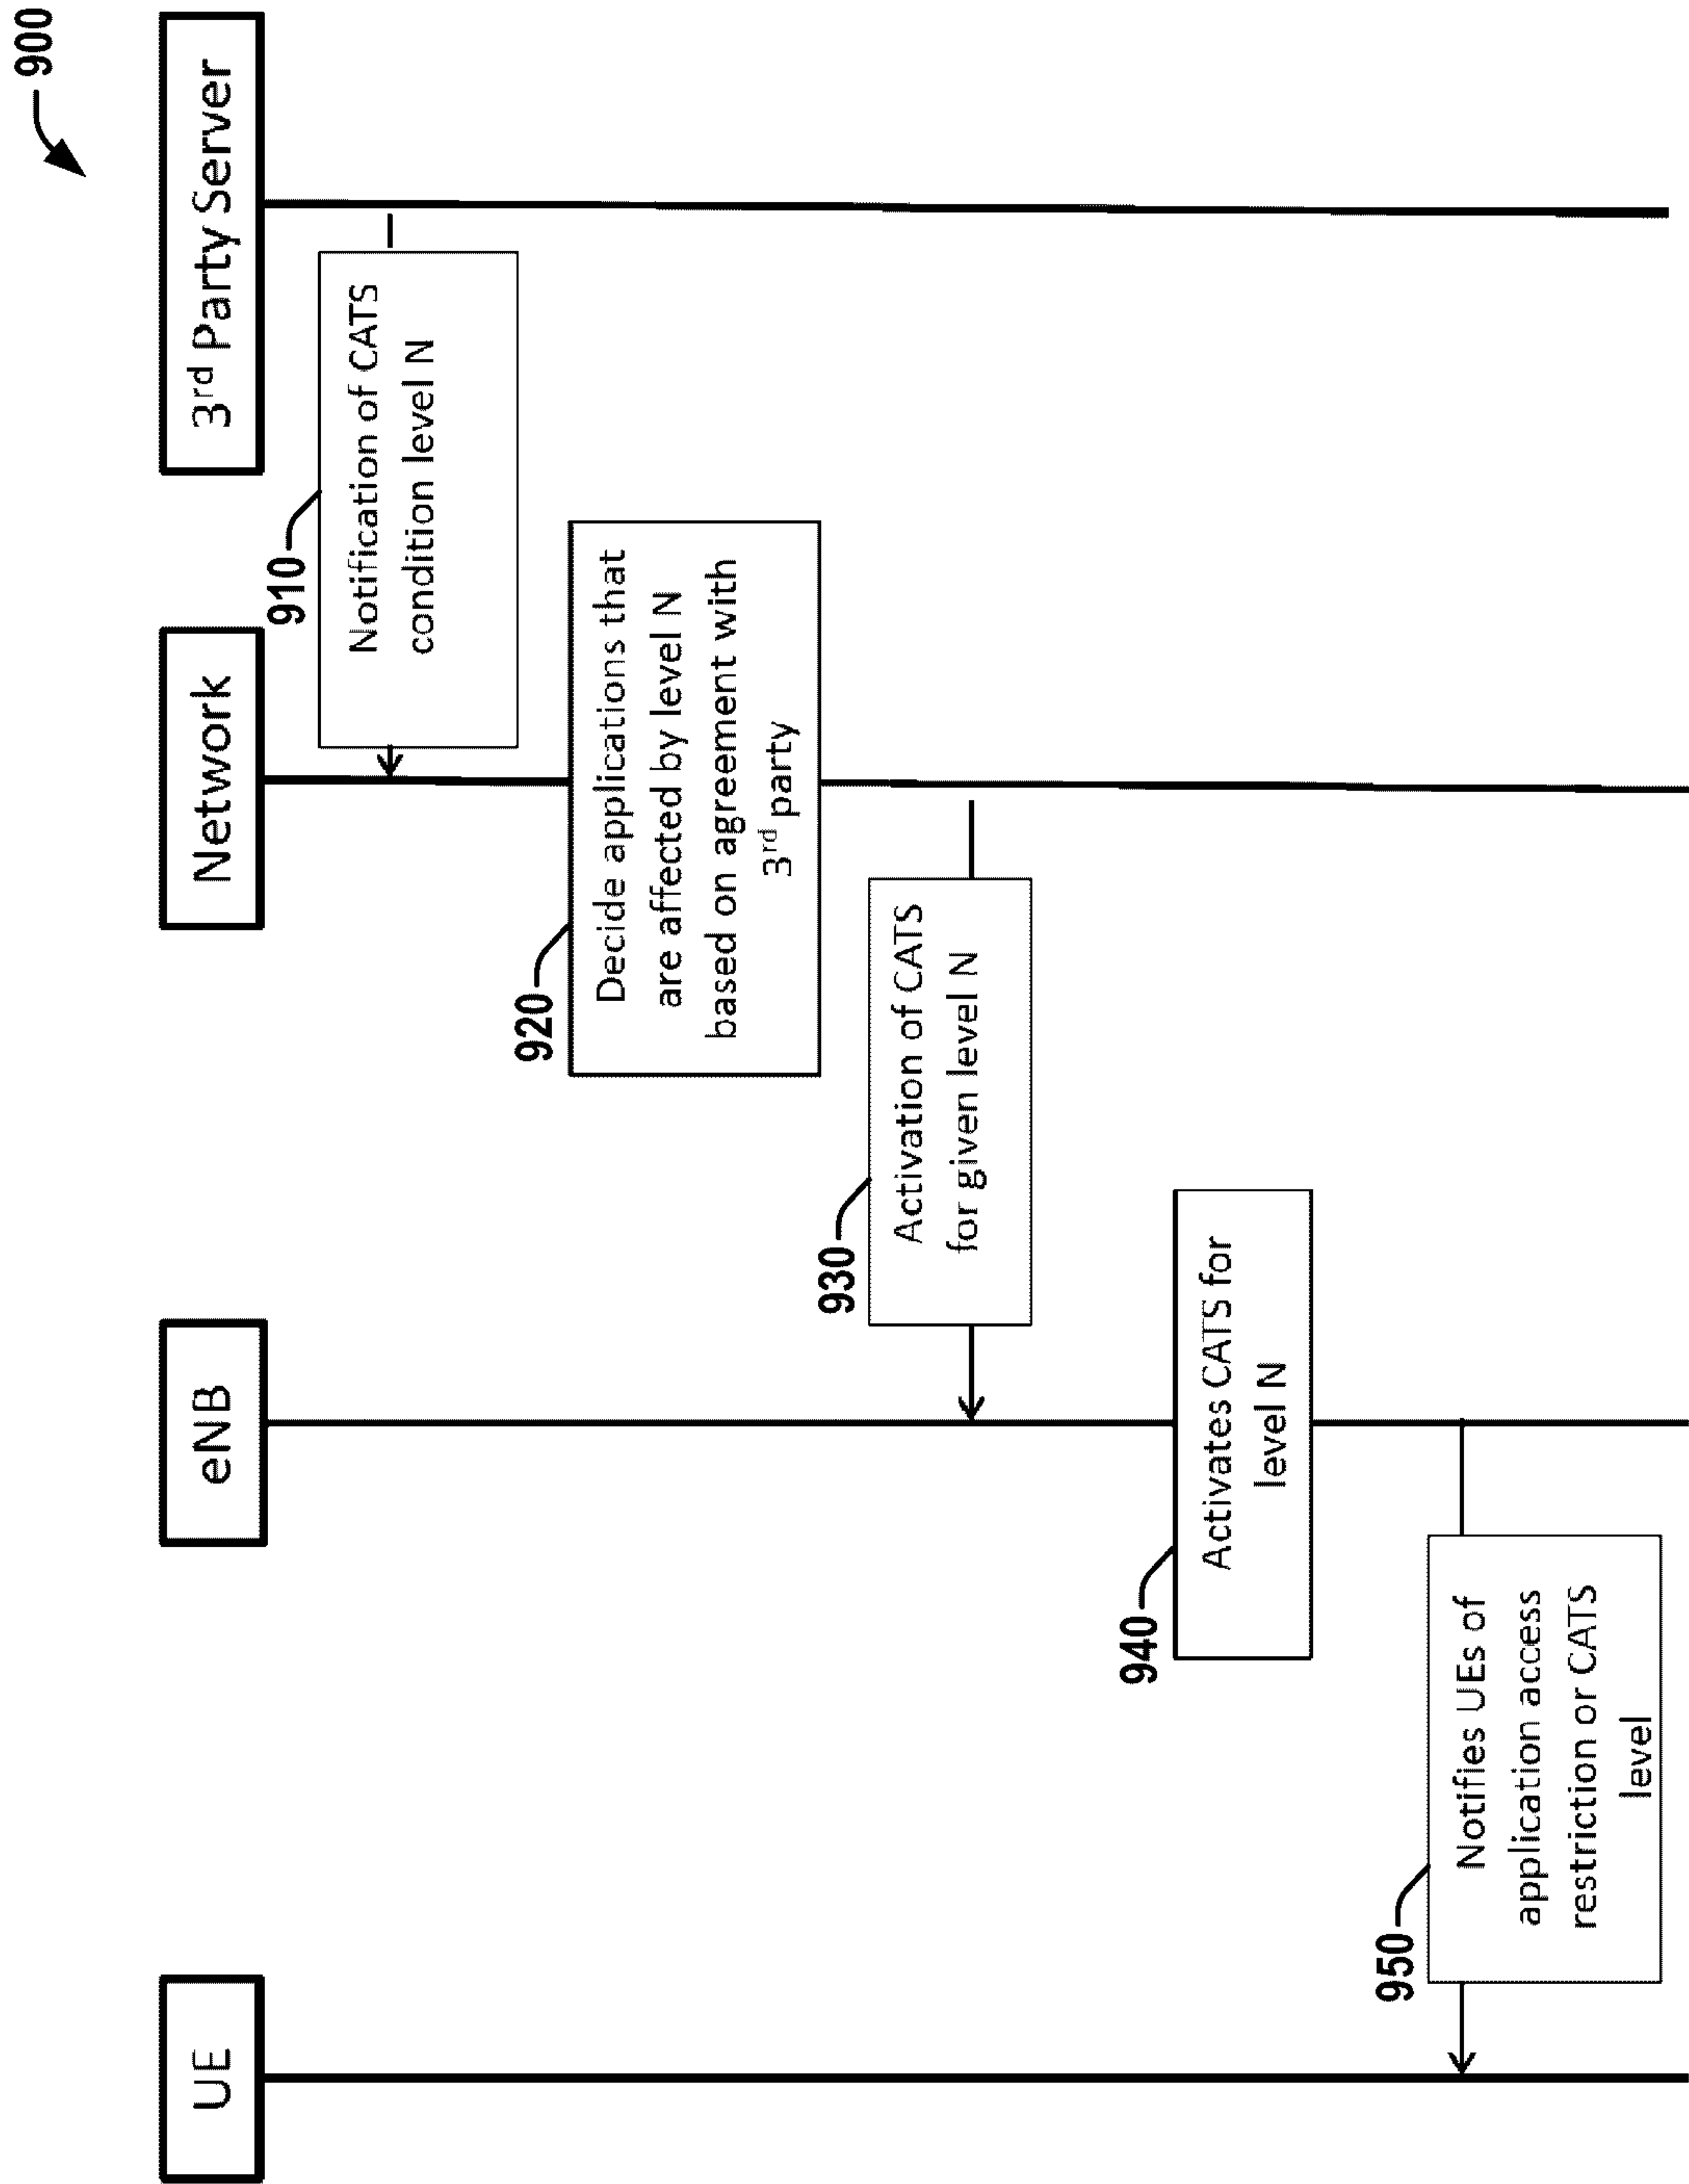 900
UE
eNB
Network
3rd Party Server
910
Notification of CATS
condition level N
920
Decide applications that
are affected by level N
based on agreement with
3rd party
930
Activation of CATS
for given level N
940
Activates CATS for
level N
950
Notifies UEs of
application access
restriction or CATS
level